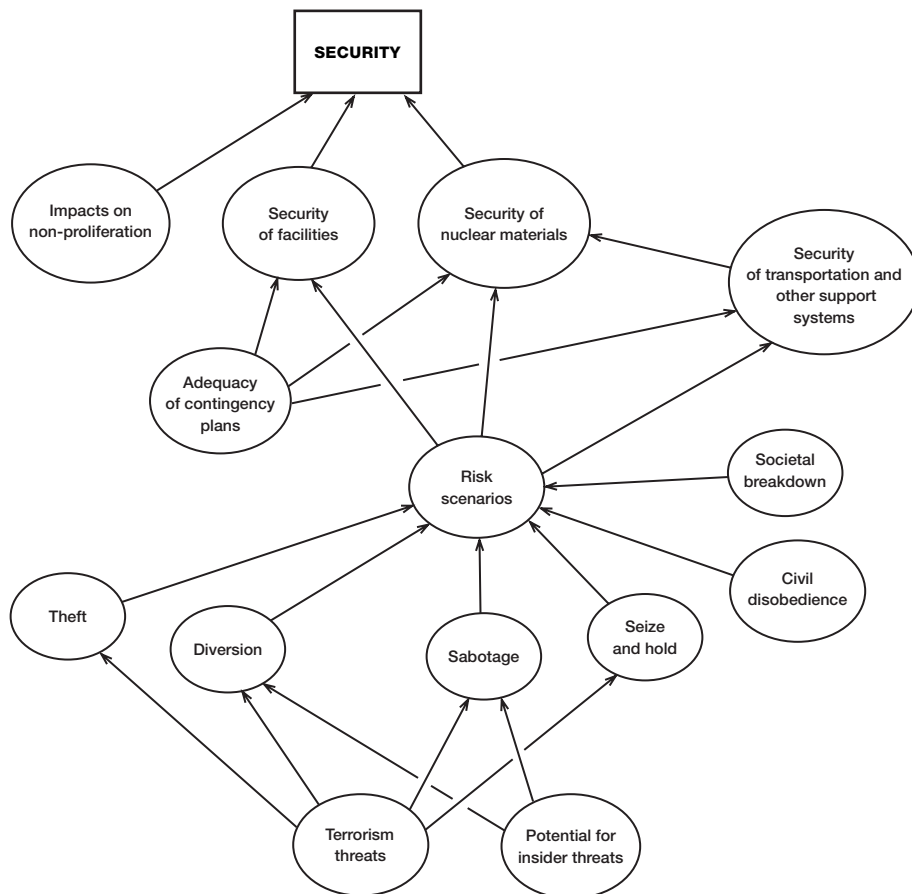 SECURITY
Impacts on
non-proliferation
Security
of facilities
Security of
nuclear materials
Security
of transportation and
other support
systems
Adequacy
of contingency
plans
Risk
scenarios
Societal
breakdown
Civil
disobedience
Theft
Diversion
Sabotage
Seize
and hold
Terrorism
threats
Potential for
insider threats